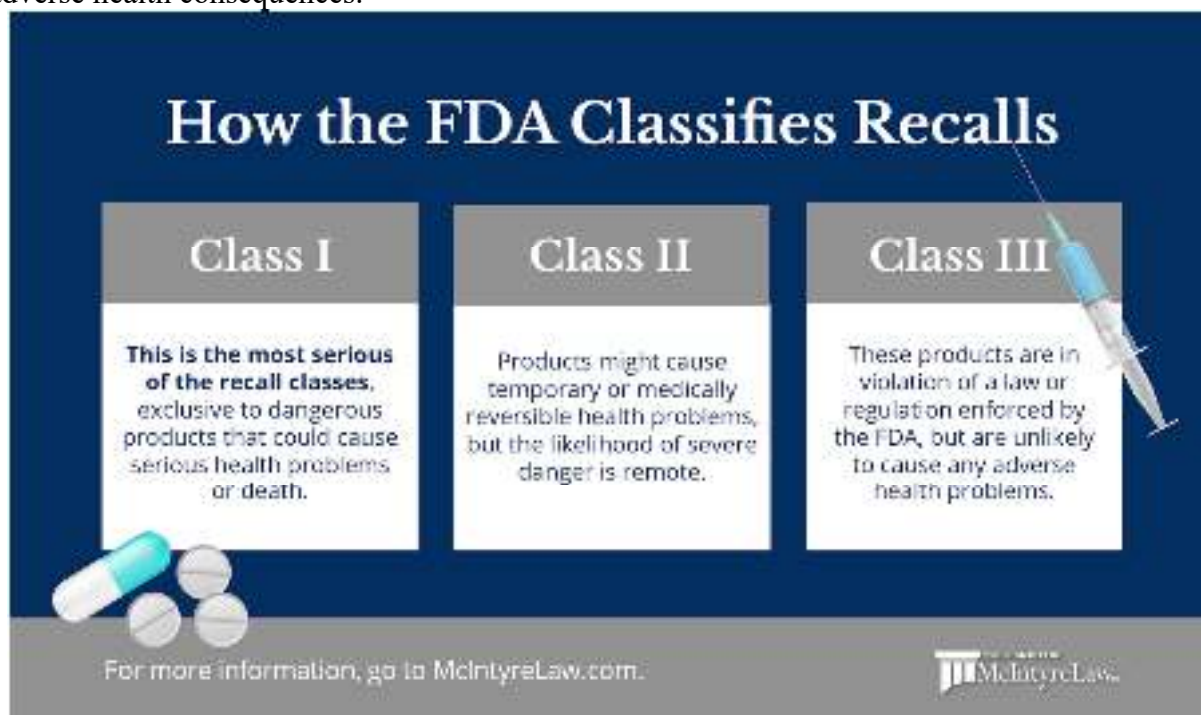 adverse health consequences.
How the FDA Classifies Recalls
Class I
This is the most serious
of the recall classes,
exclusive to dangerous
products that could cause
serious health problems
or death.
Class II
Products might cause
temporary or medically
reversible health problems,
but the likelihood of severe
danger is remote.
Class III
These products are in
violation of a law or
regulation enforced by
the FDA, but are unlikely
to cause any adverse
health problems.
For more information, go to McIntyreLaw.com.
McIntyreLaw